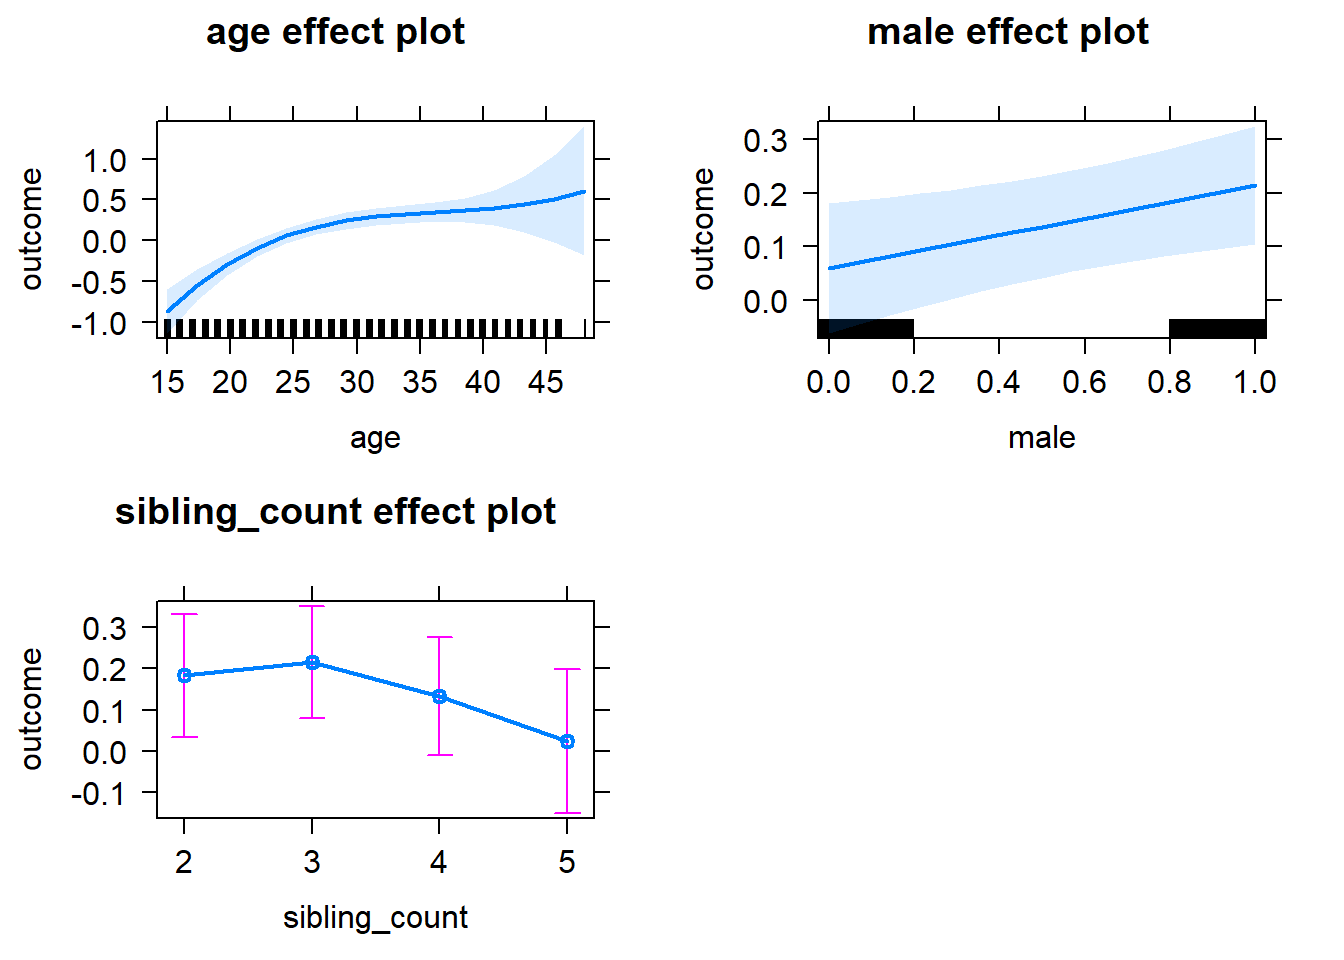 age effect plot
outcome
1.0
0.5
0.0
-0.5
-1.0
15 20 25 30 35 40 45
age
male effect plot
outcome
0.3
0.2
0.1
0.0
0.0 0.2 0.4 0.6 0.8 1.0
male
sibling_count effect plot
outcome
0.3
0.2
0.1
0.0
-0.1
2 3 4 5
sibling_count